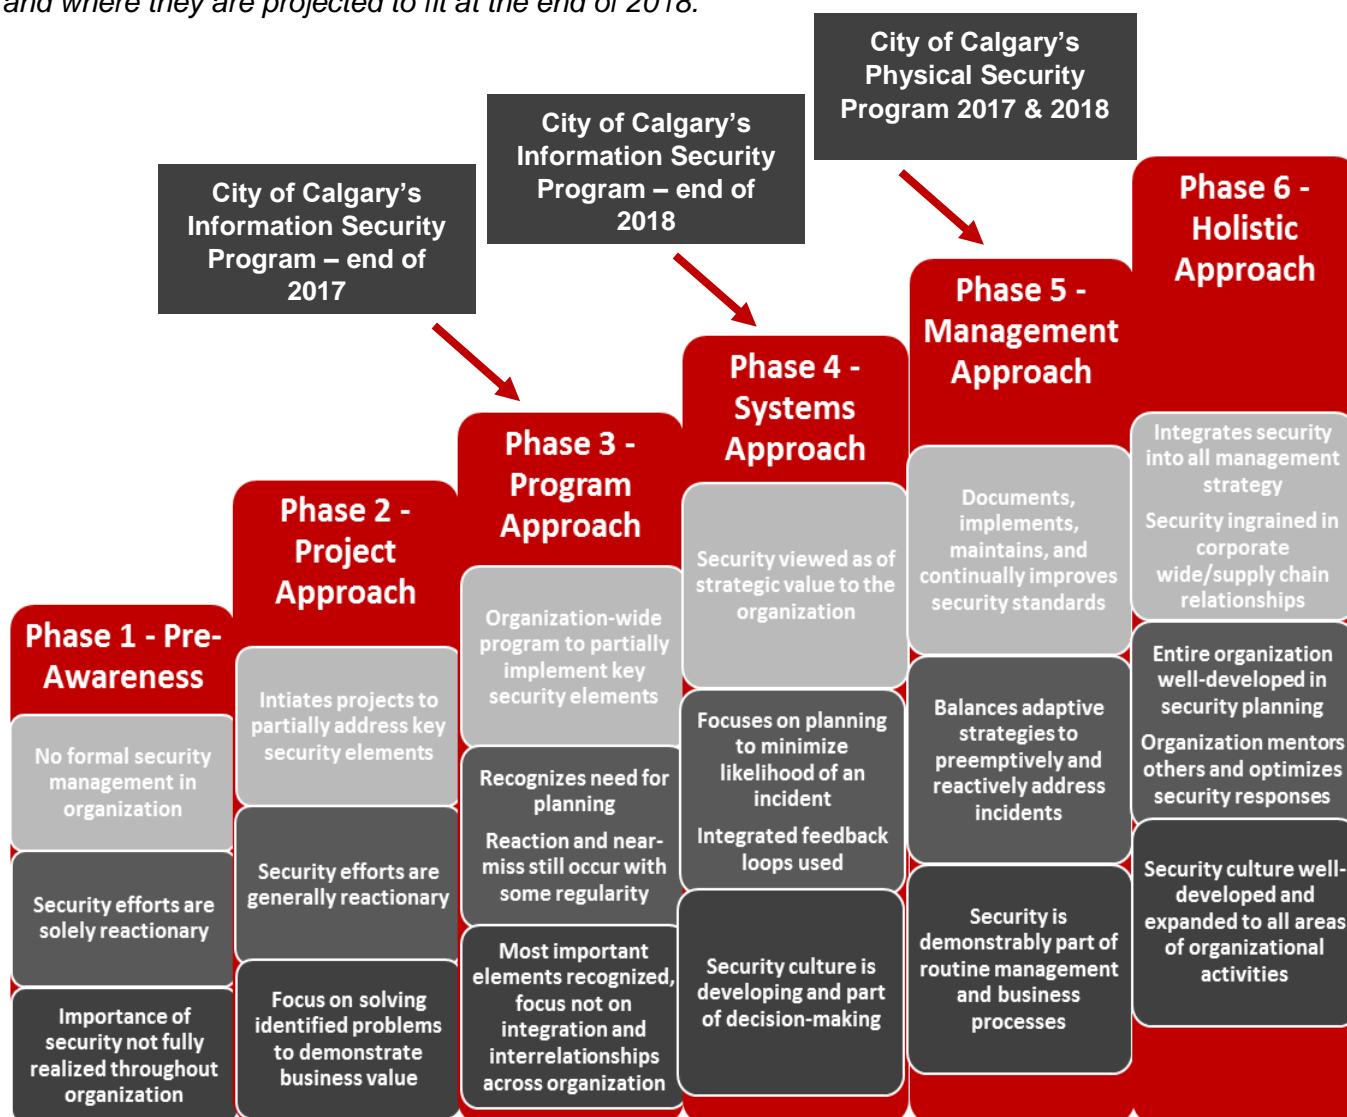 and where they are projected to fit at the end of 2018.
City of Calgary’s
Physical Security
Program 2017 & 2018
City of Calgary’s
Information Security
Program – end of
2018
City of Calgary’s
Information Security
Program – end of
2017
Phase 1 - Pre-
Awareness
No formal security
management in
organization
Security efforts are
solely reactionary
Importance of
security not fully
realized throughout
organization
Phase 2 -
Project
Approach
Intiates projects to
partially address key
security elements
Security efforts are
generally reactionary
Focus on solving
identified problems
to demonstrate
business value
Phase 3 -
Program
Approach
Organization-wide
program to partially
implement key
security elements
Recognizes need for
planning
Reaction and near-
miss still occur with
some regularity
Most important
elements recognized,
focus not on
integration and
interrelationships
across organization
Phase 4 -
Systems
Approach
Security viewed as of
strategic value to the
organization
Focuses on planning
to minimize
likelihood of an
incident
Integrated feedback
loops used
Security culture is
developing and part
of decision-making
Phase 5 -
Management
Approach
Documents,
implements,
maintains, and
continually improves
security standards
Balances adaptive
strategies to
preemptively and
reactively address
incidents
Security is
demonstrably part of
routine management
and business
processes
Phase 6 -
Holistic
Approach
Integrates security
into all management
strategy
Security ingrained in
corporate
wide/supply chain
relationships
Entire organization
well-developed in
security planning
Organization mentors
others and optimizes
security responses
Security culture well-
developed and
expanded to all areas
of organizational
activities